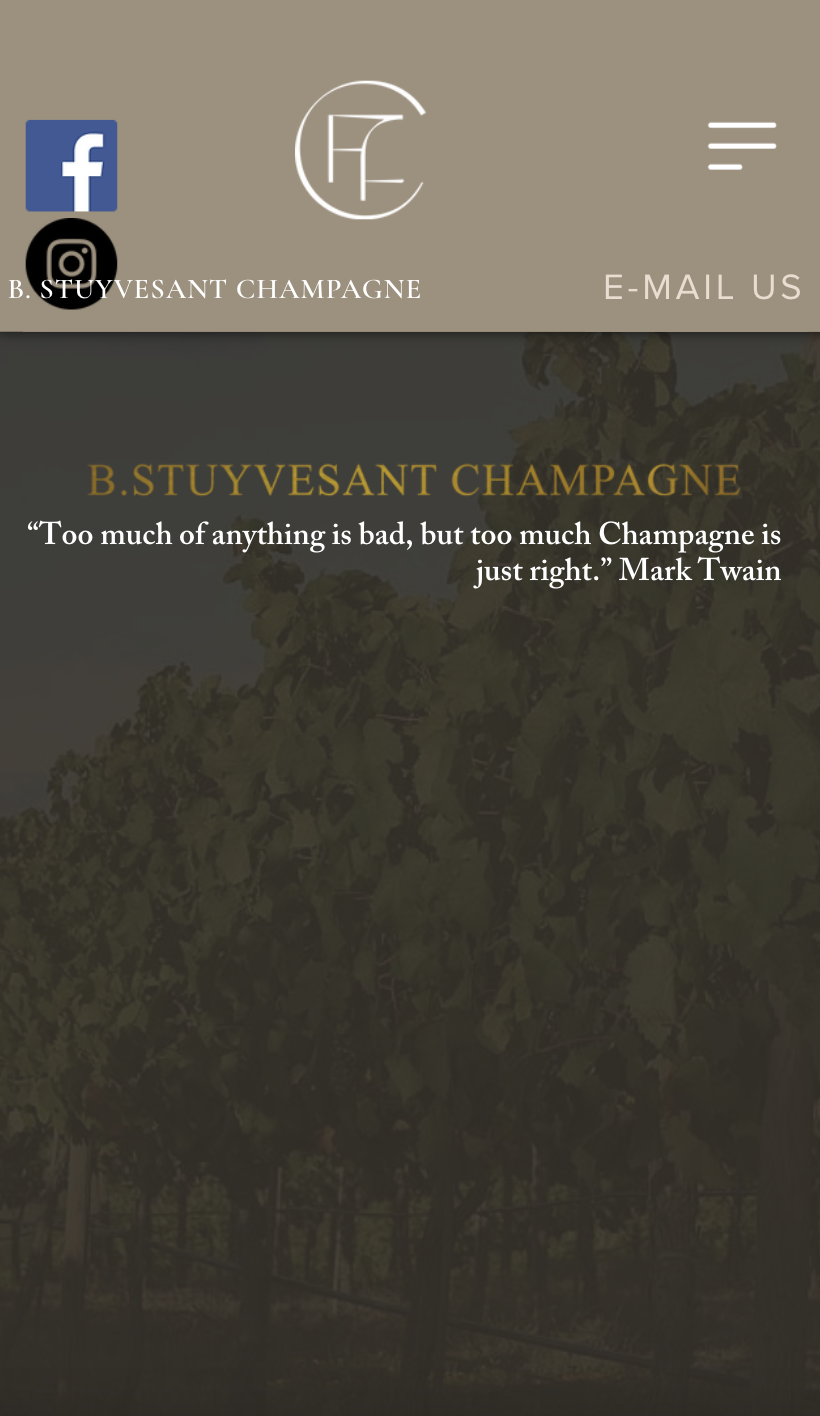 B. STUYVESANT CHAMPAGNE
E-MAIL US
B.STUYVESANT CHAMPAGNE
“Too much of anything is bad, but too much Champagne is
just right.” Mark Twain